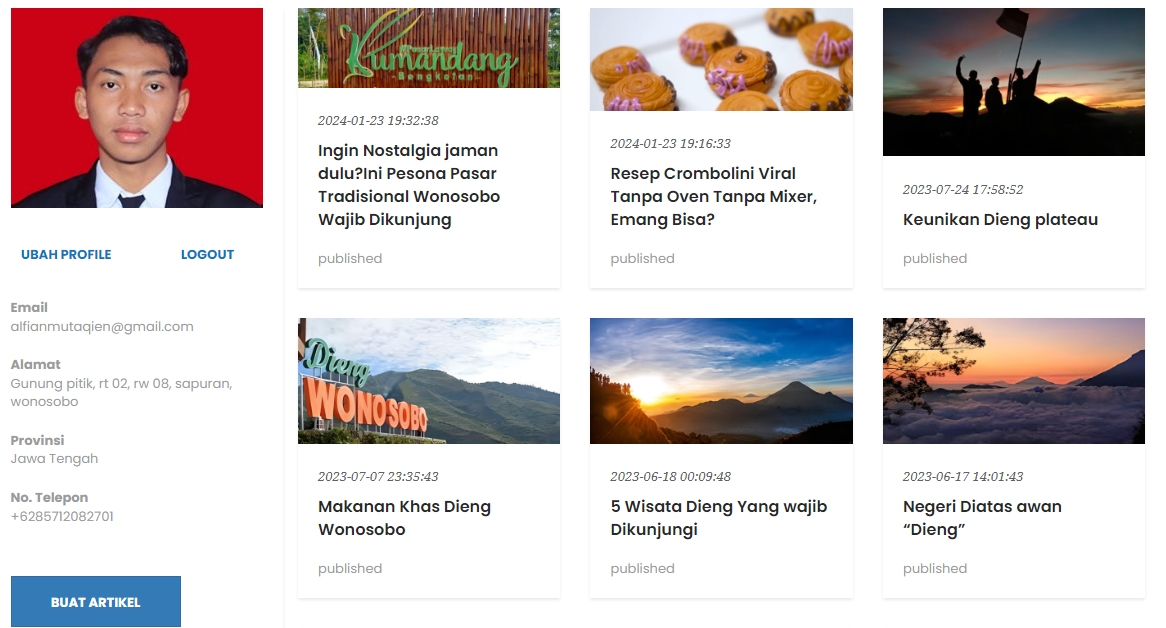 UBAH PROFILE
LOGOUT
Email
alfianmutaqien@gmail.com
Alamat
Gunung pitik, rt 02, rw 08, sapuran,
wonosobo
Provinsi
Jawa Tengah
No. Telepon
+6285712082701
BUAT ARTIKEL
Kumandang
Bengkelan
2024-01-23 19:32:38
Ingin Nostalgia jaman
dulu?Ini Pesona Pasar
Tradisional Wonosobo
Wajib Dikunjung
published
2024-01-23 19:16:33
Resep Crombolini Viral
Tanpa Oven Tanpa Mixer,
Emang Bisa?
published
2023-07-24 17:58:52
Keunikan Dieng plateau
published
Dieng
WONOSOBO
2023-07-07 23:35:43
Makanan Khas Dieng
Wonosobo
published
2023-06-18 00:09:48
5 Wisata Dieng Yang wajib
Dikunjungi
published
2023-06-17 14:01:43
Negeri Diatas awan
“Dieng”
published